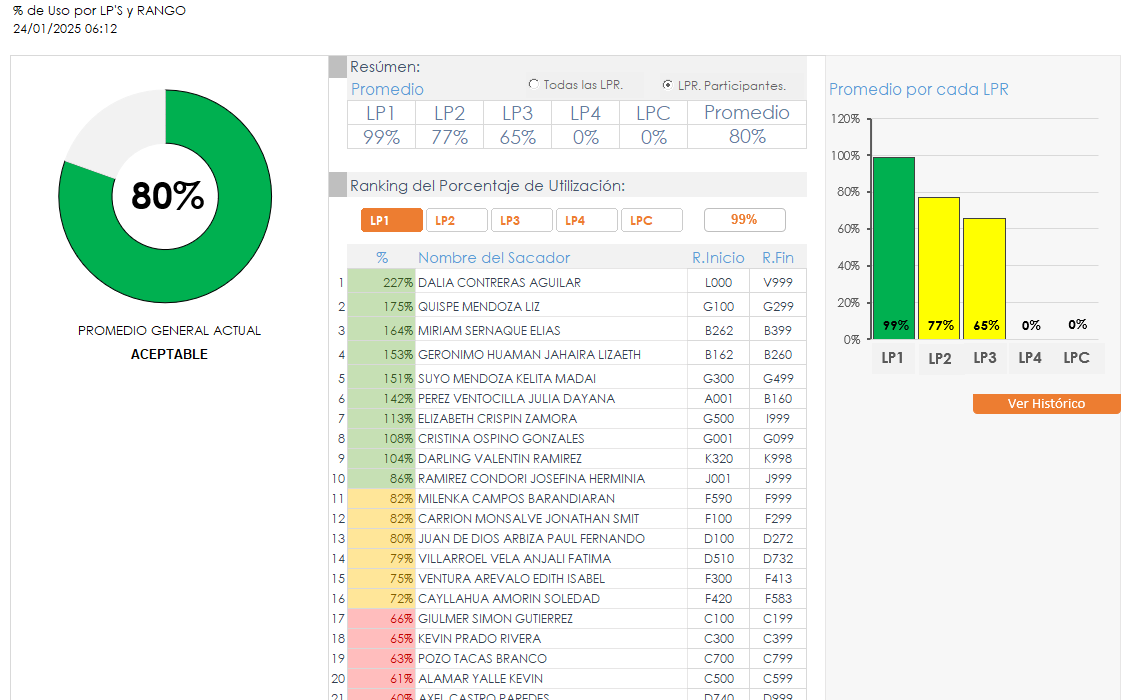 % de Uso por LP'S y RANGO
24/01/2025 06:12
80%
PROMEDIO GENERAL ACTUAL
ACEPTABLE
Resúmen:
Promedio
Todas las LPR.
LPR. Participantes.
LP1 LP2 LP3 LP4 LPC Promedio
99% 77% 65% 0% 0% 80%
Ranking del Porcentaje de Utilización:
LP1 LP2 LP3 LP4 LPC 99%
% Nombre del Sacador R.Inicio R.Fin
1 227% DALIA CONTRERAS AGUILAR L000 V999
2 175% QUISPE MENDOZA LIZ G100 G299
3 164% MIRIAM SERNAQUE ELIAS B262 B399
4 153% GERONIMO HUAMAN JAHAIRA LIZAETH B162 B260
5 151% SUYO MENDOZA KELITA MADAI G300 G499
6 142% PEREZ VENTOCILLA JULIA DAYANA A001 B160
7 113% ELIZABETH CRISPIN ZAMORA G500 I999
8 108% CRISTINA OSPINO GONZALES G001 G099
9 104% DARLING VALENTIN RAMIREZ K320 K998
10 86% RAMIREZ CONDORI JOSEFINA HERMINIA J001 J999
11 82% MILENKA CAMPOS BARANDIARAN F590 F999
12 82% CARRION MONSALVE JONATHAN SMIT F100 F299
13 80% JUAN DE DIOS ARBIZA PAUL FERNANDO D100 D272
14 79% VILLARROEL VELA ANJALI FATIMA D510 D732
15 75% VENTURA AREVALO EDITH ISABEL F300 F413
16 72% CAYLLAHUA AMORIN SOLEDAD F420 F583
17 66% GIULMER SIMON GUTIERREZ C100 C199
18 65% KEVIN PRADO RIVERA C300 C399
19 63% POZO TACAS BRANCO C700 C799
20 61% ALAMAR YALLE KEVIN C500 C599
21 60% AXEL CASTRO PAREDES D740 D999
Promedio por cada LPR
120%
100%
80%
60%
40%
20%
0%
99% 77% 65% 0% 0%
LP1 LP2 LP3 LP4 LPC
Ver Histórico